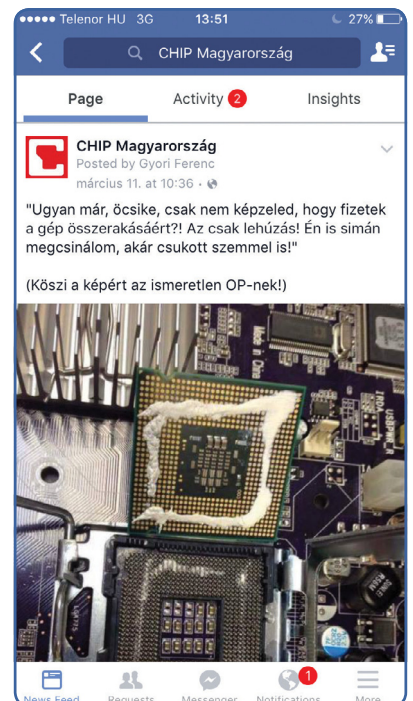 Telenor HU 3G 13:51 27%
CHIP Magyarország
Page Activity 2 Insights
CHIP Magyarország
Posted by Gyori Ferenc
március 11. at 10:36 ·
"Ugyan már, öcsike, csak nem képzeled, hogy fizetek
a gép összerakásáért?! Az csak lehúzás! Én is simán
megcsinálom, akár csukott szemmel is!"
(Köszi a képért az ismeretlen OP-nek!)
Made in China
USBPWR_R
1
News Feed Requests Messenger Notifications More